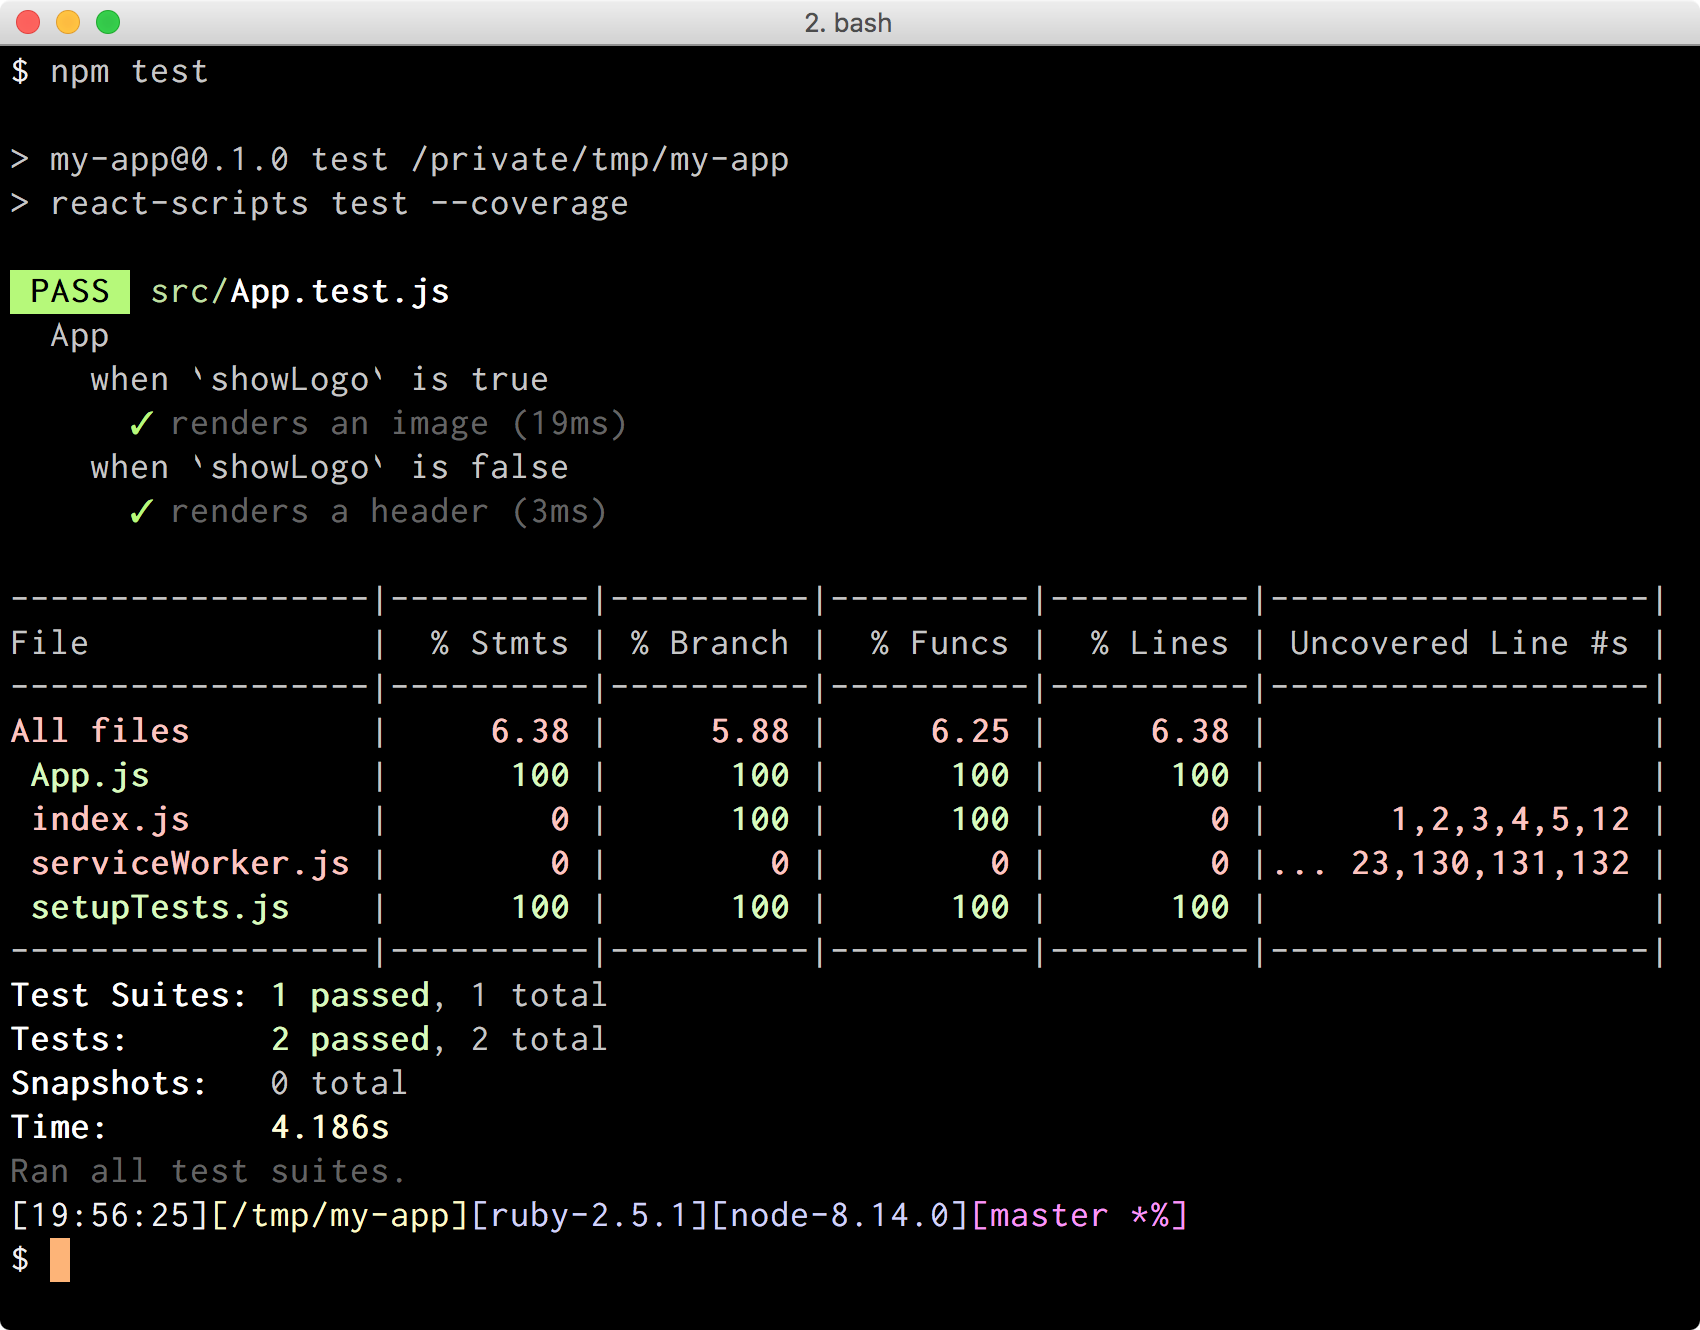 2. bash
$ npm test
> my-app@0.1.0 test /private/tmp/my-app
> react-scripts test --coverage
PASS src/App.test.js
  App
    when `showLogo` is true
      ✓ renders an image (19ms)
    when `showLogo` is false
      ✓ renders a header (3ms)
------------------|----------|----------|----------|----------|-------------------|
File              |  % Stmts | % Branch |  % Funcs |  % Lines | Uncovered Line #s |
------------------|----------|----------|----------|----------|-------------------|
All files         |     6.38 |     5.88 |     6.25 |     6.38 |                   |
 App.js           |      100 |      100 |      100 |      100 |                   |
 index.js         |        0 |      100 |      100 |        0 |      1,2,3,4,5,12 |
 serviceWorker.js |        0 |        0 |        0 |        0 |... 23,130,131,132 |
 setupTests.js    |      100 |      100 |      100 |      100 |                   |
------------------|----------|----------|----------|----------|-------------------|
Test Suites: 1 passed, 1 total
Tests:       2 passed, 2 total
Snapshots:   0 total
Time:        4.186s
Ran all test suites.
[19:56:25][/tmp/my-app][ruby-2.5.1][node-8.14.0][master *%]
$